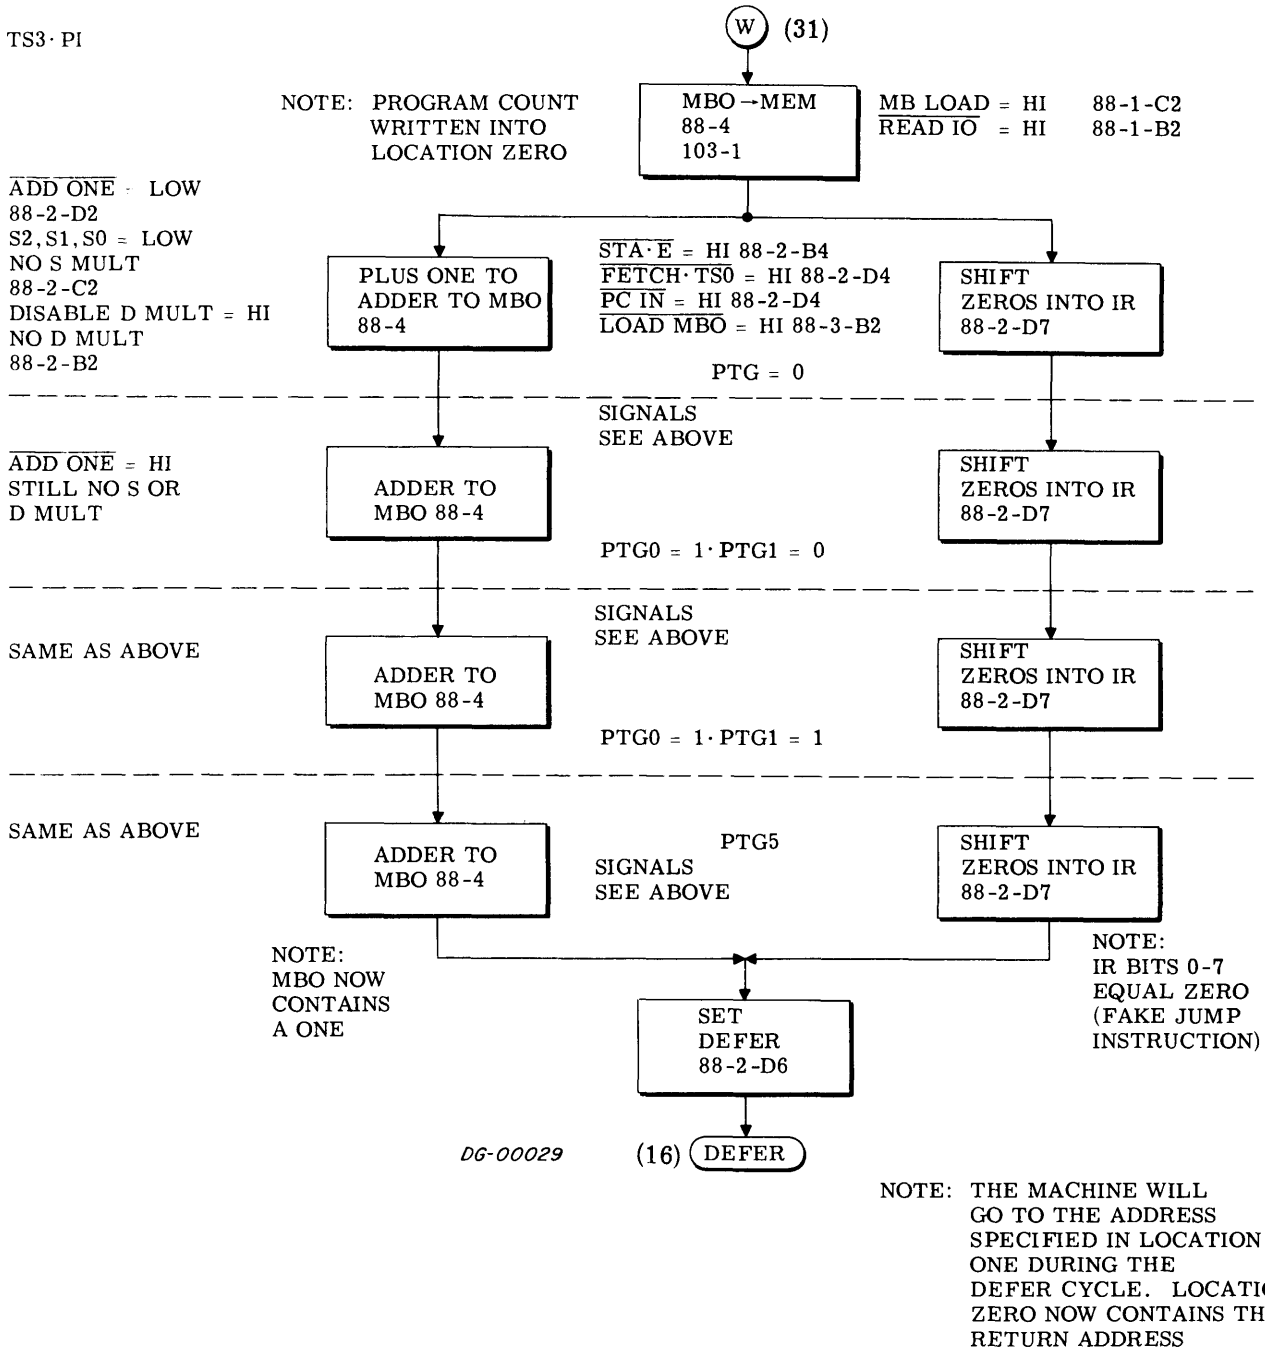 TS3·PI
W (31)
NOTE: PROGRAM COUNT
WRITTEN INTO
LOCATION ZERO
MBO→MEM
88-4
103-1
MB LOAD = HI 88-1-C2
READ IO = HI 88-1-B2
ADD ONE = LOW
88-2-D2
S2, S1, S0 = LOW
NO S MULT
88-2-C2
DISABLE D MULT = HI
NO D MULT
88-2-B2
PLUS ONE TO
ADDER TO MBO
88-4
STA·E = HI 88-2-B4
FETCH·TS0 = HI 88-2-D4
PC IN = HI 88-2-D4
LOAD MBO = HI 88-3-B2
PTG = 0
SHIFT
ZEROS INTO IR
88-2-D7
ADD ONE = HI
STILL NO S OR
D MULT
ADDER TO
MBO 88-4
SIGNALS
SEE ABOVE
PTG0 = 1·PTG1 = 0
SHIFT
ZEROS INTO IR
88-2-D7
SAME AS ABOVE
ADDER TO
MBO 88-4
SIGNALS
SEE ABOVE
PTG0 = 1·PTG1 = 1
SHIFT
ZEROS INTO IR
88-2-D7
SAME AS ABOVE
ADDER TO
MBO 88-4
PTG5
SIGNALS
SEE ABOVE
SHIFT
ZEROS INTO IR
88-2-D7
NOTE:
MBO NOW
CONTAINS
A ONE
NOTE:
IR BITS 0-7
EQUAL ZERO
(FAKE JUMP
INSTRUCTION)
SET
DEFER
88-2-D6
DG-00029
(16) DEFER
NOTE: THE MACHINE WILL
GO TO THE ADDRESS
SPECIFIED IN LOCATION
ONE DURING THE
DEFER CYCLE. LOCATI
ZERO NOW CONTAINS TH
RETURN ADDRESS